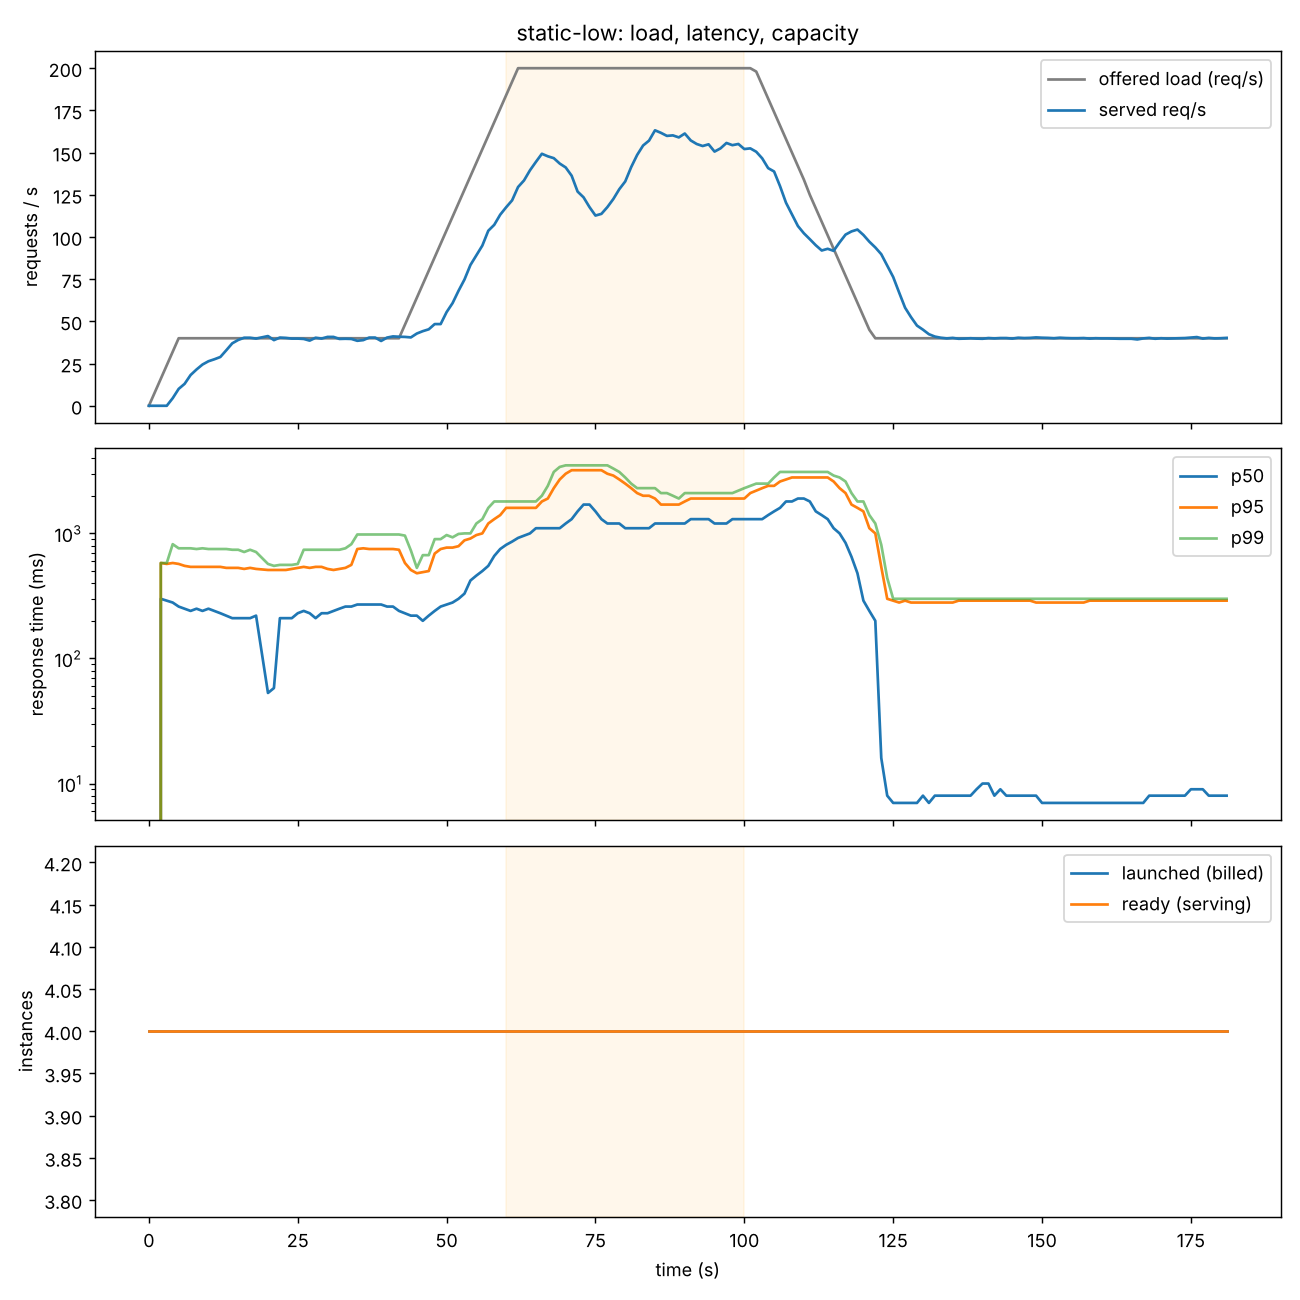 static-low: load, latency, capacity
200
175
150
125
100
75
50
25
0
requests / s
offered load (req/s)
served req/s
10³
10²
10¹
response time (ms)
p50
p95
p99
4.20
4.15
4.10
4.05
4.00
3.95
3.90
3.85
3.80
instances
launched (billed)
ready (serving)
0 25 50 75 100 125 150 175
time (s)